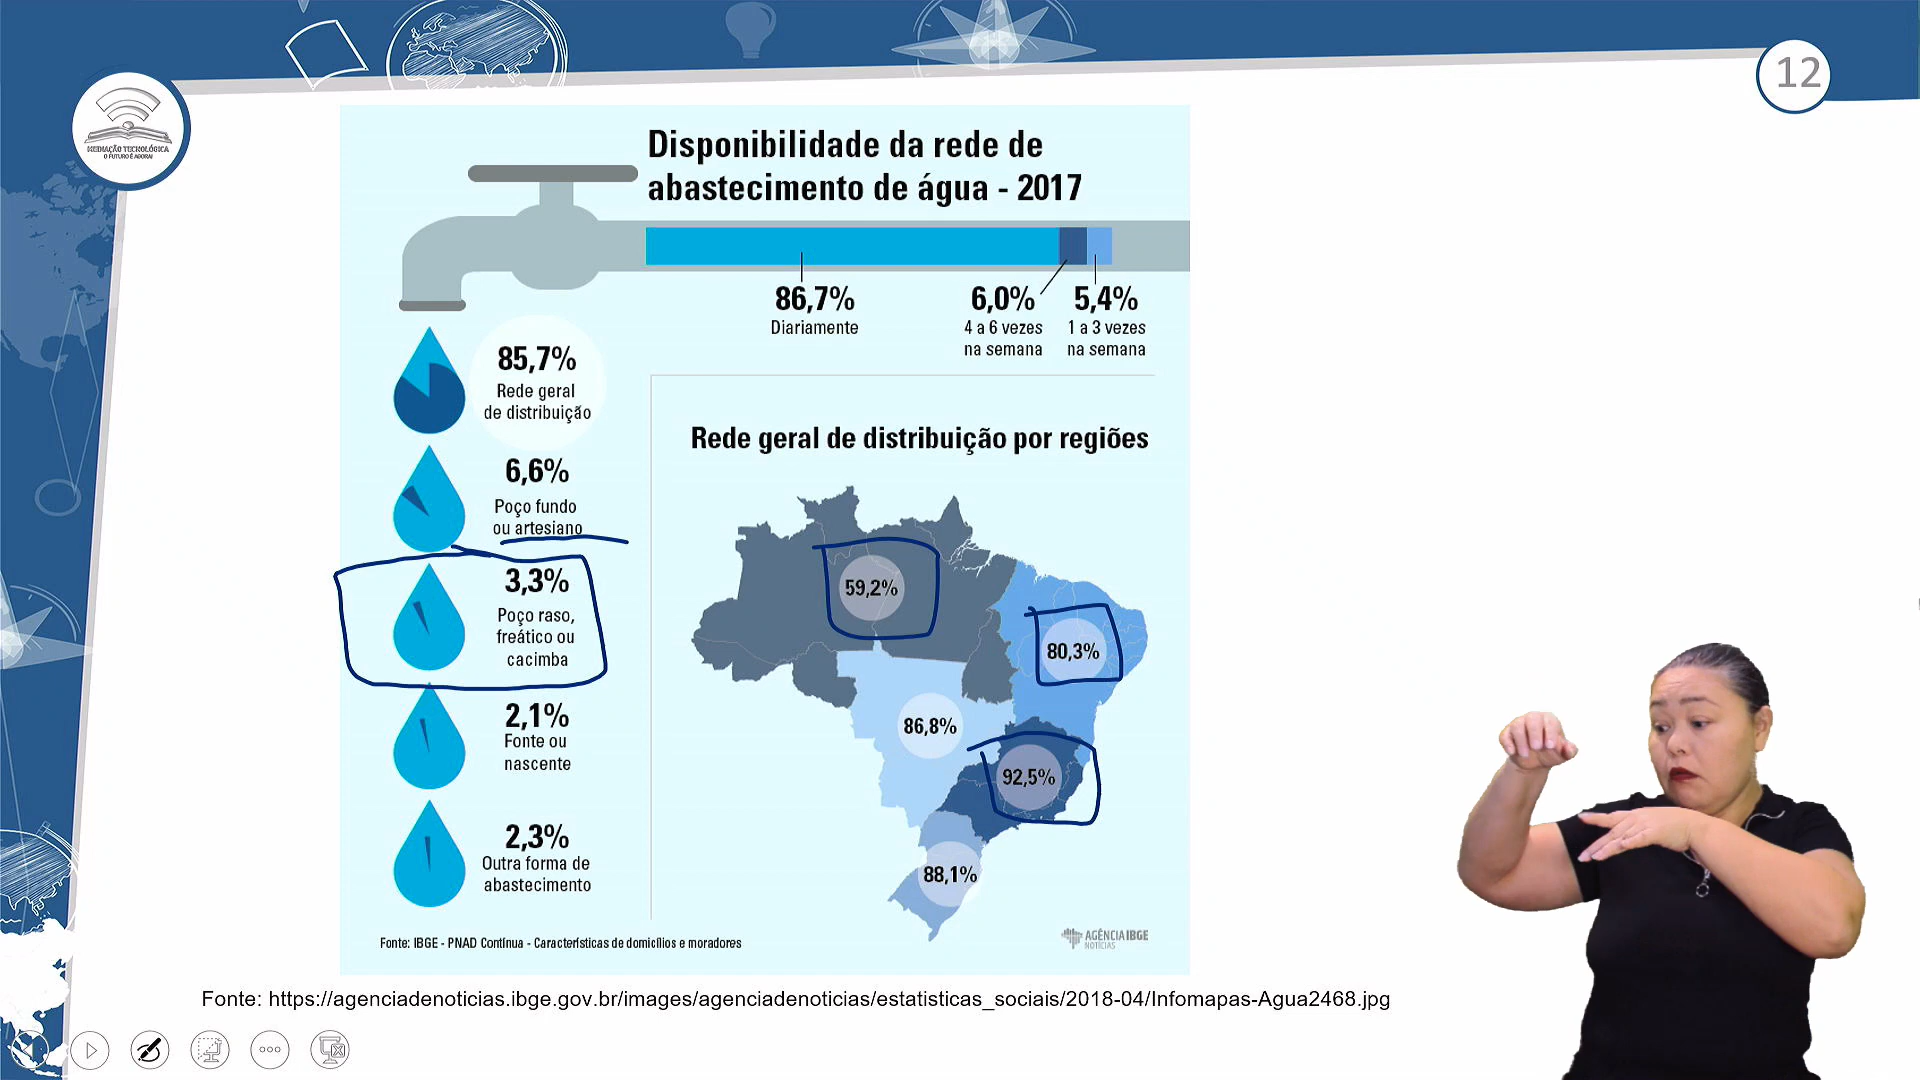 12
MEDIAÇÃO TECNOLÓGICA
O FUTURO É AGORA!
Disponibilidade da rede de
abastecimento de água - 2017
86,7%
Diariamente
6,0%
4 a 6 vezes
na semana
5,4%
1 a 3 vezes
na semana
85,7%
Rede geral
de distribuição
6,6%
Poço fundo
ou artesiano
3,3%
Poço raso,
freático ou
cacimba
2,1%
Fonte ou
nascente
2,3%
Outra forma de
abastecimento
Rede geral de distribuição por regiões
59,2%
80,3%
86,8%
92,5%
88,1%
Fonte: IBGE - PNAD Contínua - Características de domicílios e moradores
AGÊNCIA IBGE
NOTÍCIAS
Fonte: https://agenciadenoticias.ibge.gov.br/images/agenciadenoticias/estatisticas_sociais/2018-04/Infomapas-Agua2468.jpg